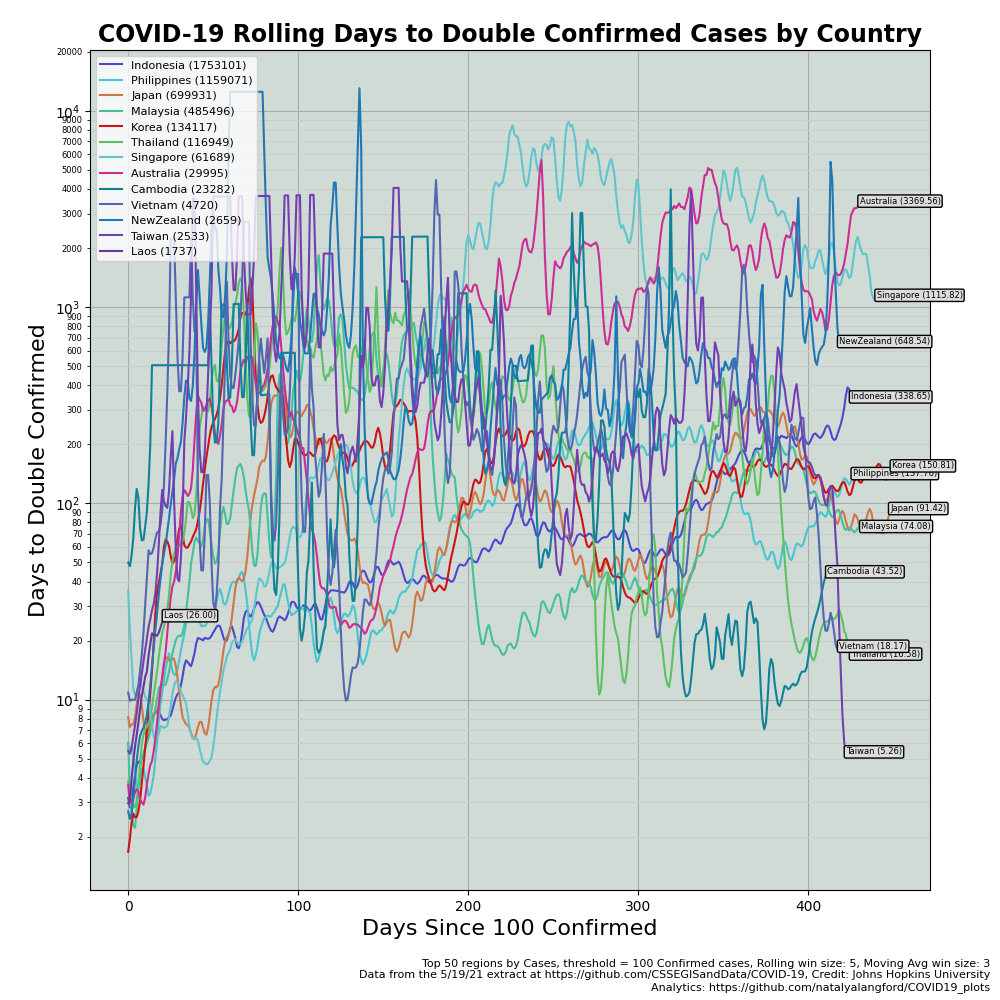 COVID-19 Rolling Days to Double Confirmed Cases by Country
Days to Double Confirmed
20000
10^4
9000
8000
7000
6000
5000
4000
3000
2000
10^3
900
800
700
600
500
400
300
200
10^2
90
80
70
60
50
40
30
20
10^1
9
8
7
6
5
4
3
2
Indonesia (1753101)
Philippines (1159071)
Japan (699931)
Malaysia (485496)
Korea (134117)
Thailand (116949)
Singapore (61689)
Australia (29995)
Cambodia (23282)
Vietnam (4720)
NewZealand (2659)
Taiwan (2533)
Laos (1737)
Australia (3369.56)
Singapore (1115.82)
NewZealand (648.54)
Indonesia (338.65)
Korea (150.81)
Philippines
Japan (91.42)
Malaysia (74.08)
Cambodia (43.52)
Laos (26.00)
Vietnam (18.17)
Thailand (16.58)
Taiwan (5.26)
0 100 200 300 400
Days Since 100 Confirmed
Top 50 regions by Cases, threshold = 100 Confirmed cases, Rolling win size: 5, Moving Avg win size: 3
Data from the 5/19/21 extract at https://github.com/CSSEGISandData/COVID-19, Credit: Johns Hopkins University
Analytics: https://github.com/natalyalangford/COVID19_plots